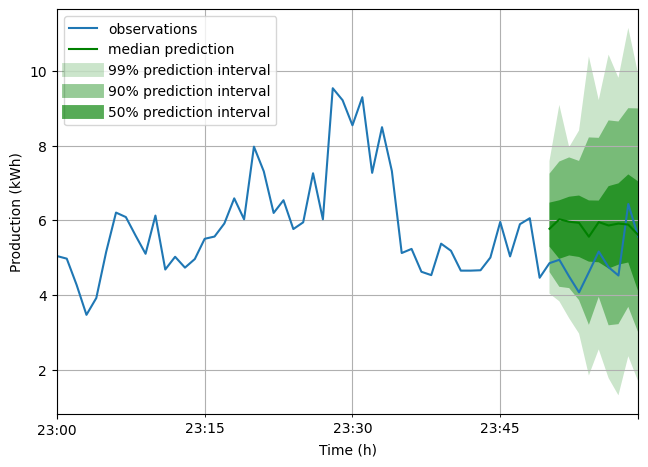 observations
median prediction
99% prediction interval
90% prediction interval
50% prediction interval
Production (kWh)
10
8
6
4
2
23:00
23:15
23:30
23:45
Time (h)